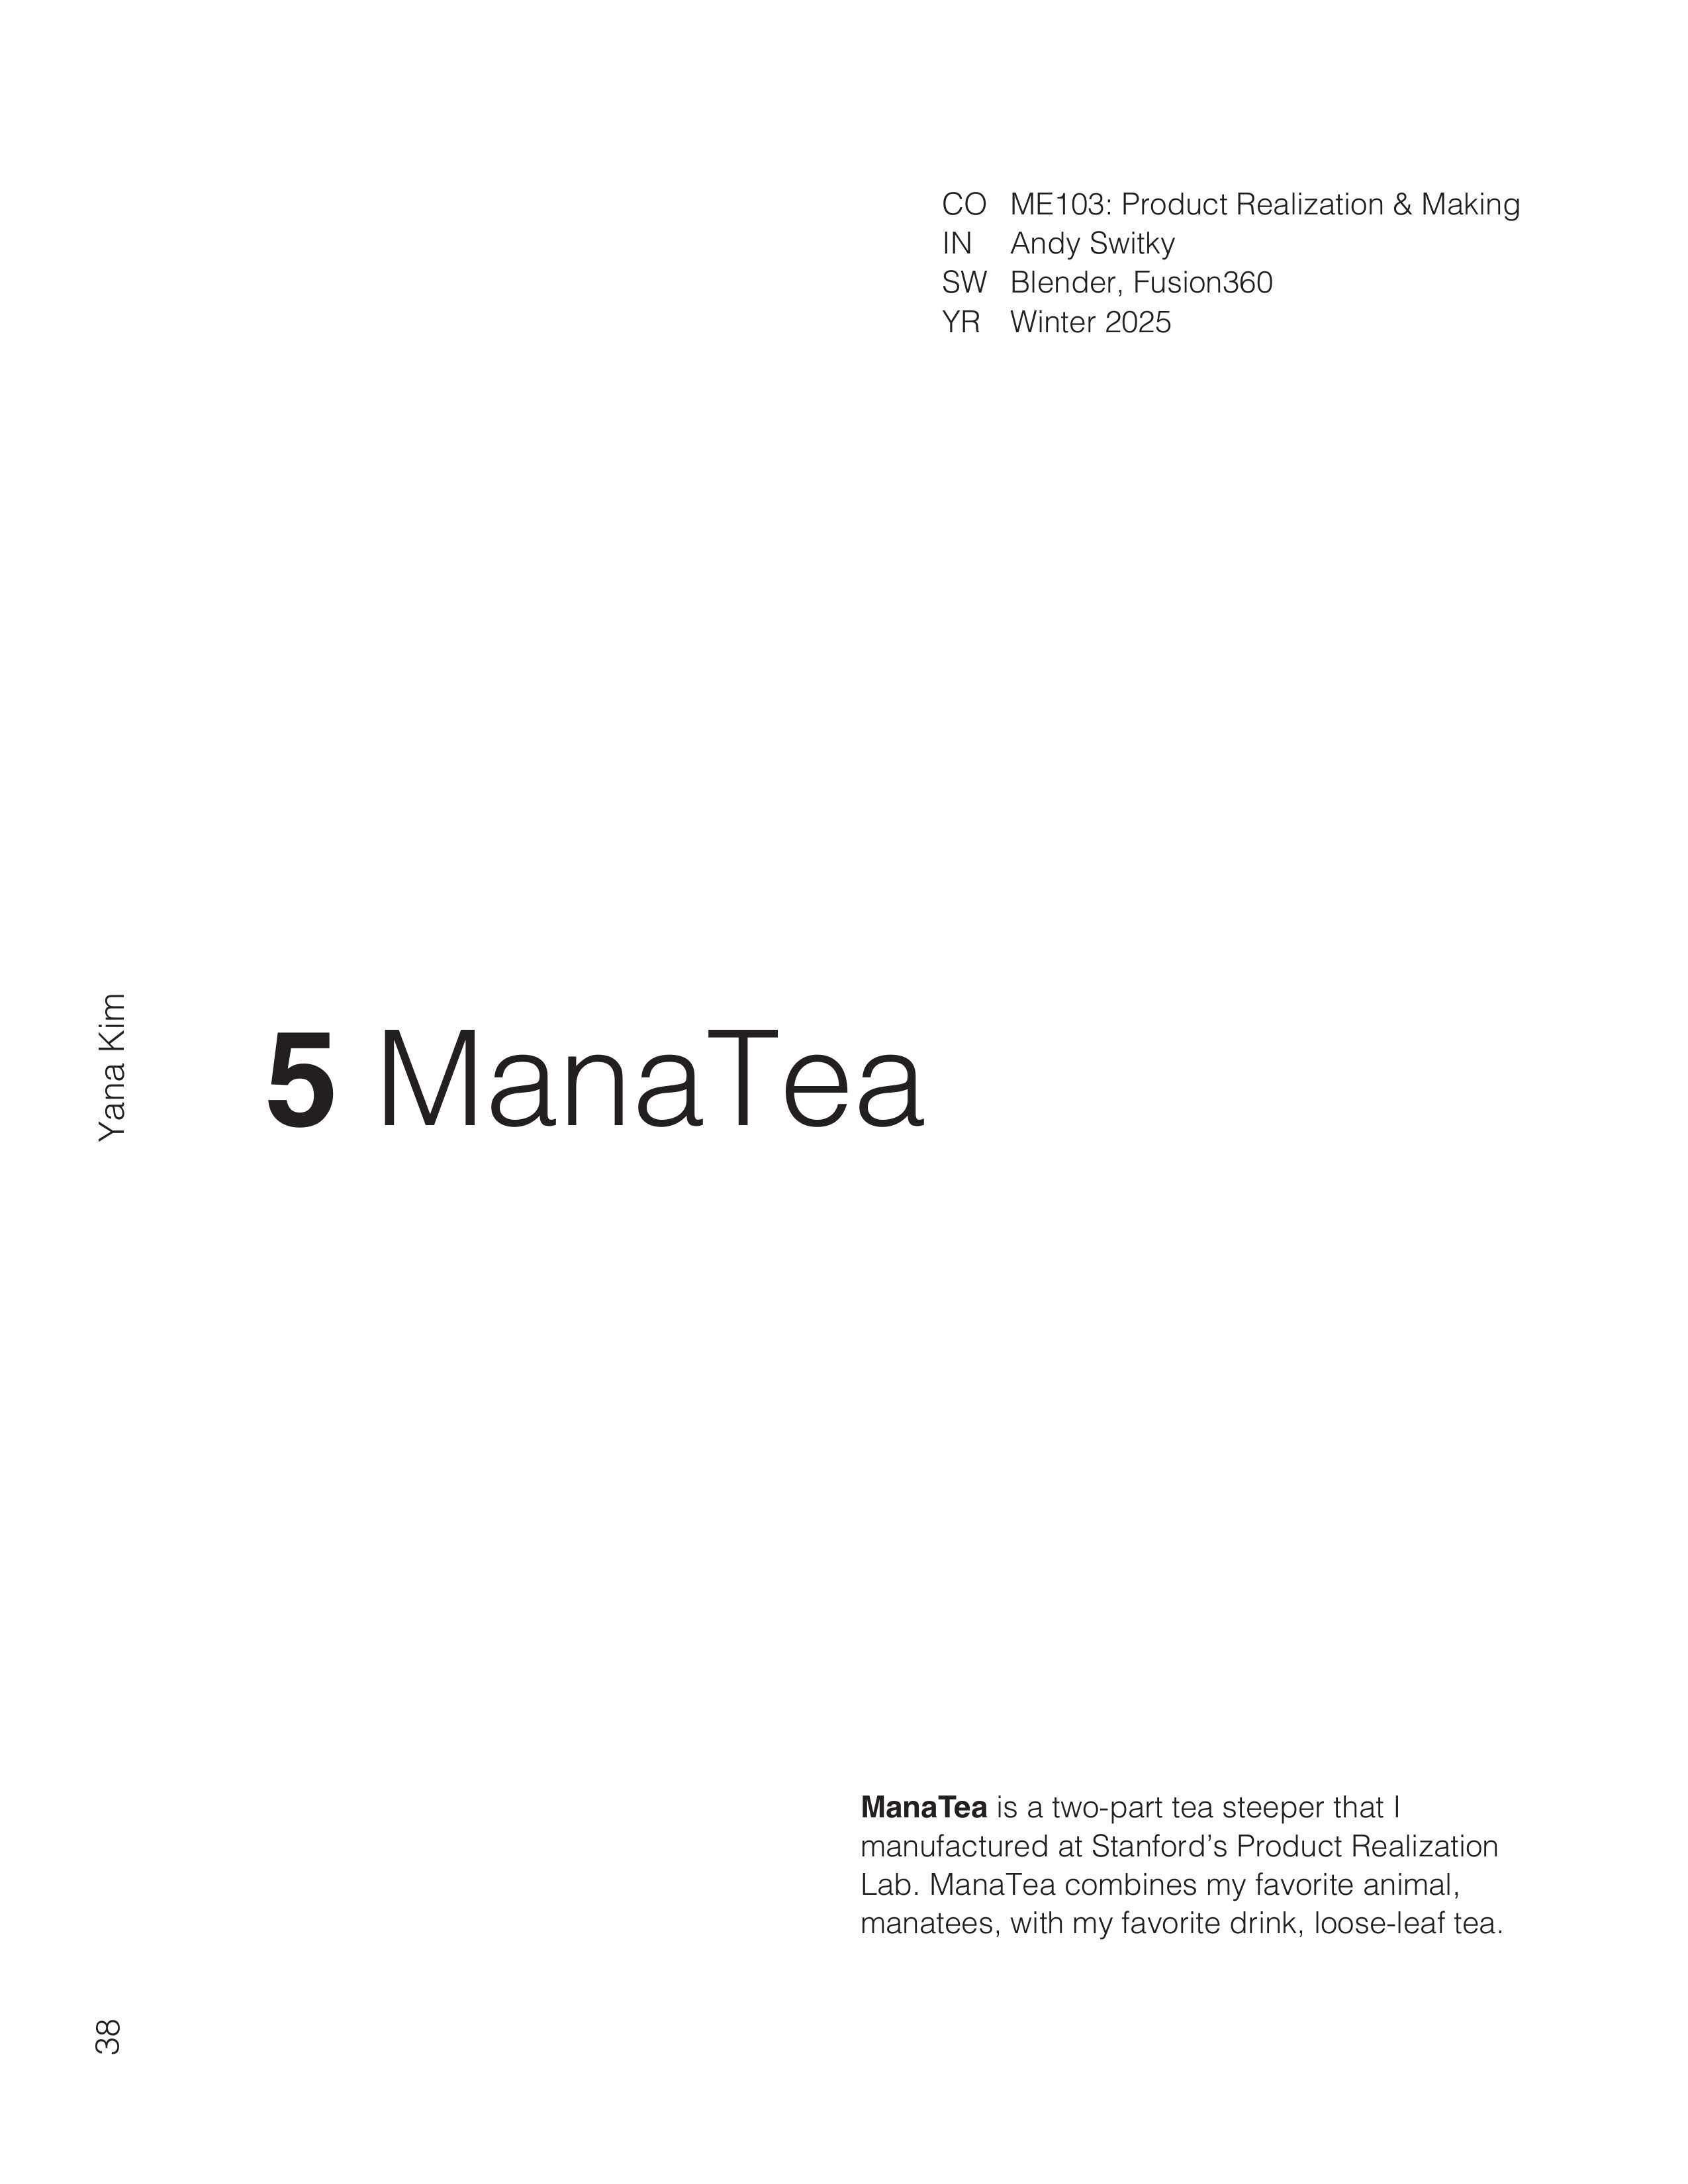 CO ME103: Product Realization & Making
IN Andy Switky
SW Blender, Fusion360
YR Winter 2025
Yana Kim
5 ManaTea
ManaTea is a two-part tea steeper that I
manufactured at Stanford’s Product Realization
Lab. ManaTea combines my favorite animal,
manatees, with my favorite drink, loose-leaf tea.
38